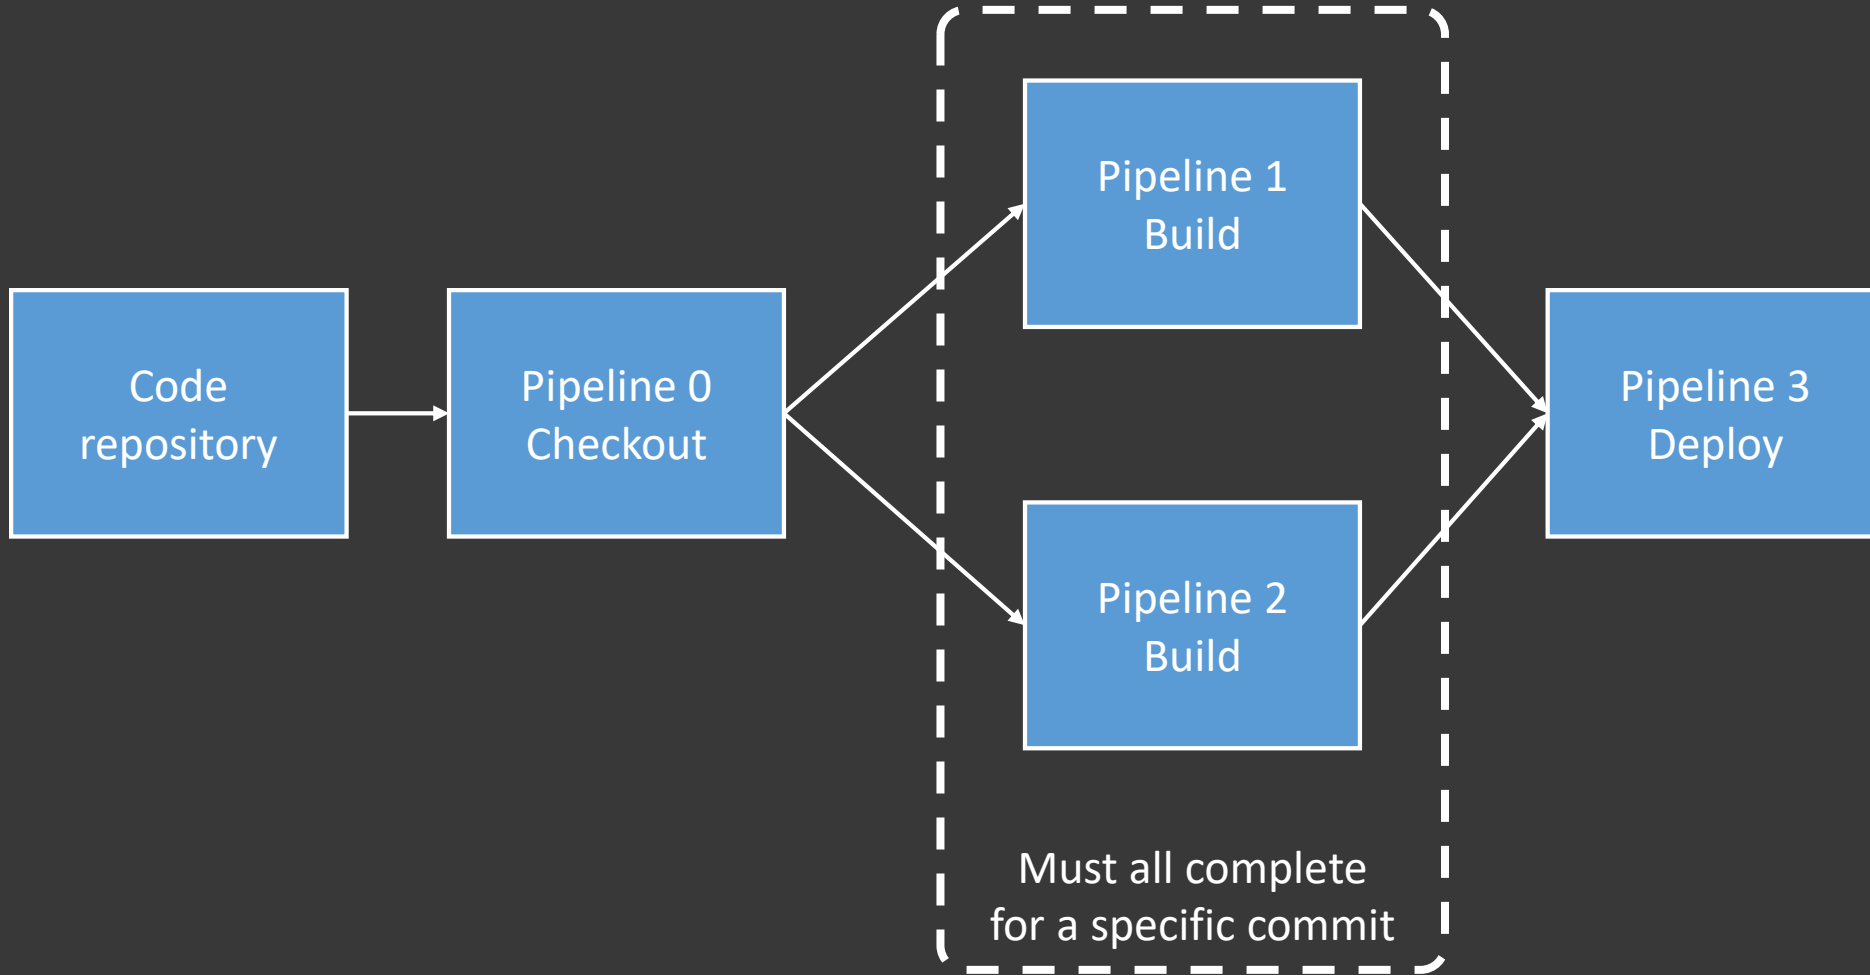 Code
repository
Pipeline 0
Checkout
Pipeline 1
Build
Pipeline 2
Build
Must all complete
for a specific commit
Pipeline 3
Deploy